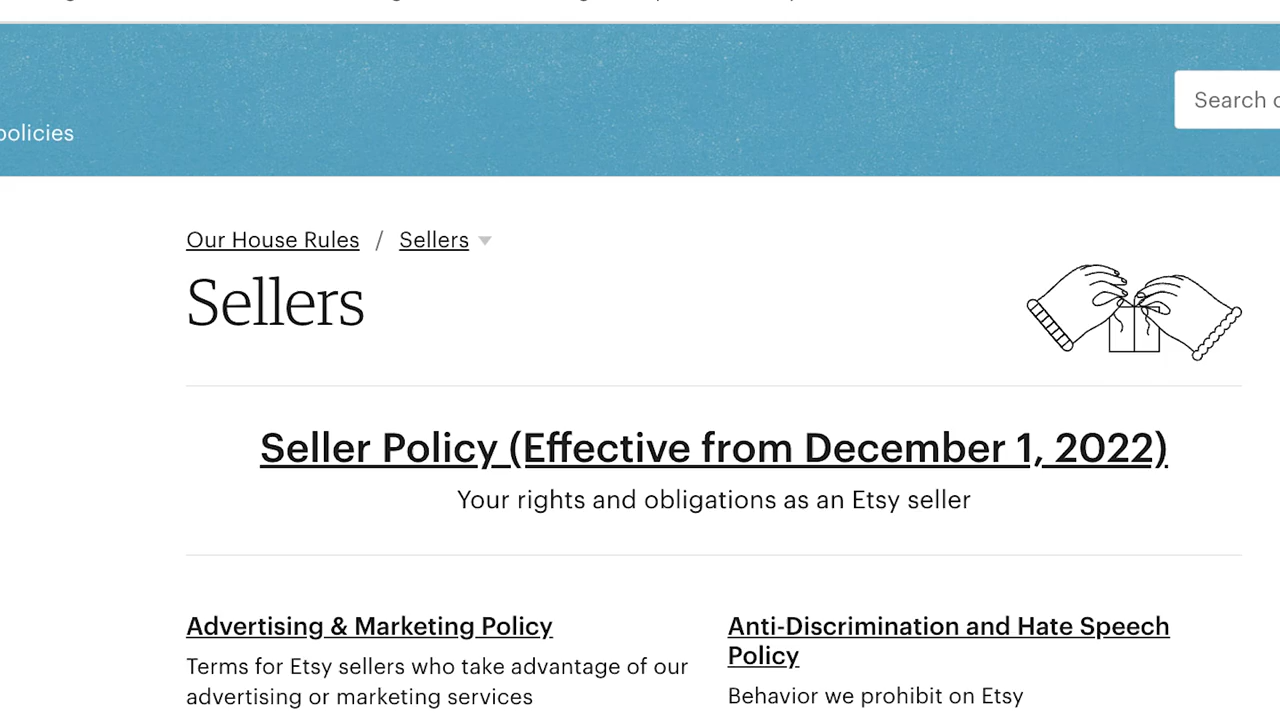 Search
policies
Our House Rules / Sellers
Sellers
Seller Policy (Effective from December 1, 2022)
Your rights and obligations as an Etsy seller
Advertising & Marketing Policy
Terms for Etsy sellers who take advantage of our
advertising or marketing services
Anti-Discrimination and Hate Speech
Policy
Behavior we prohibit on Etsy